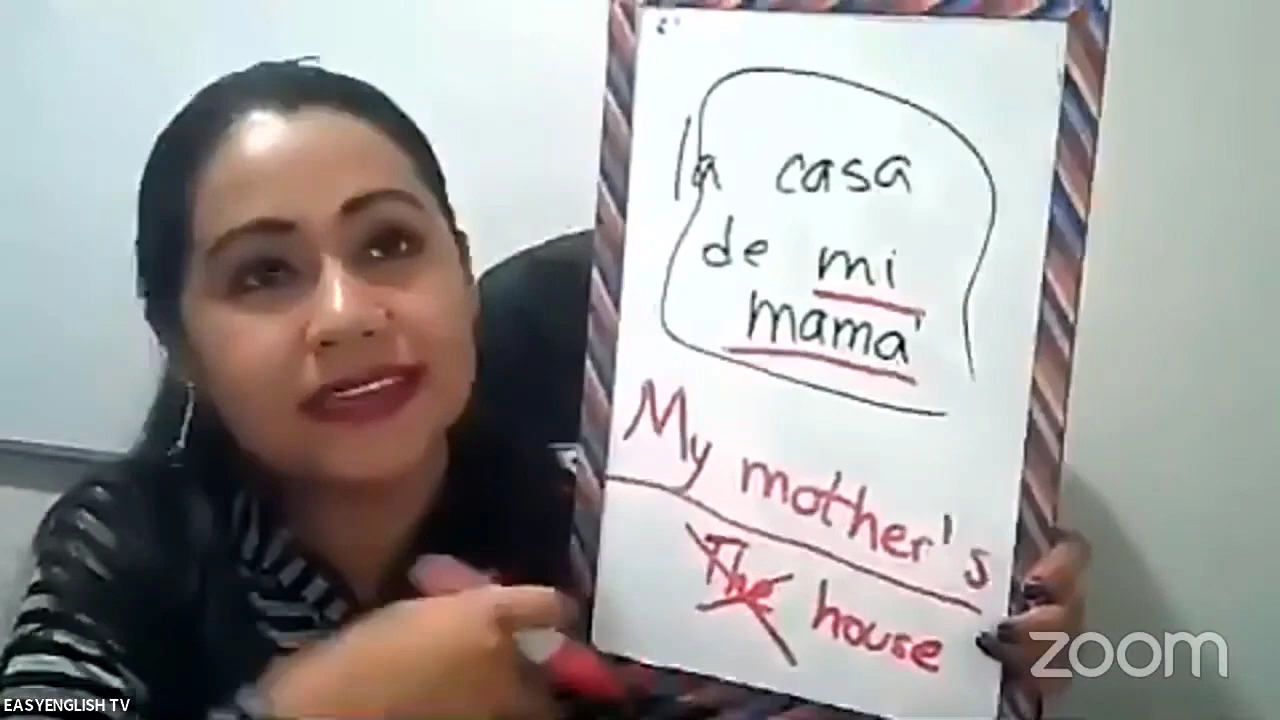 la casa
de mi
mamá
My mother's
The house
zoom
EASYENGLISH TV